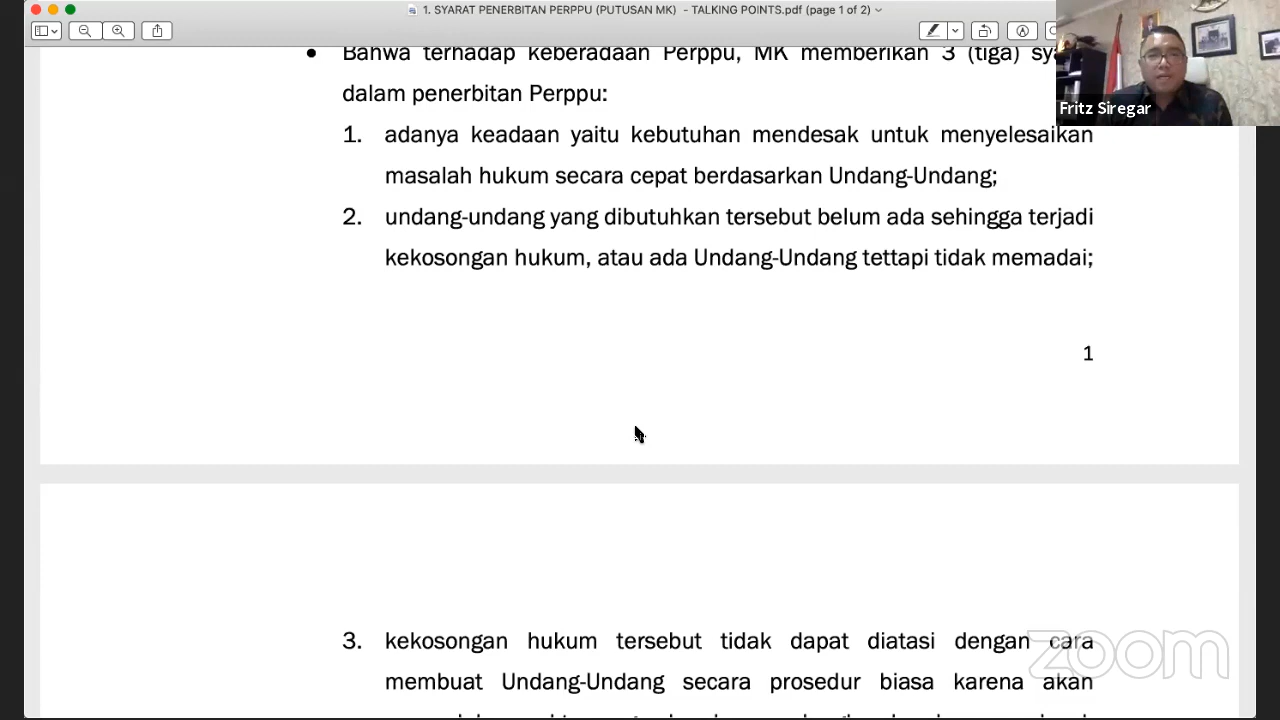 1. SYARAT PENERBITAN PERPPU (PUTUSAN MK) - TALKING POINTS.pdf (page 1 of 2)
Fritz Siregar
Bahwa terhadap keberadaan Perppu, MK memberikan 3 (tiga)
dalam penerbitan Perppu:
1. adanya keadaan yaitu kebutuhan mendesak untuk menyelesaikan
masalah hukum secara cepat berdasarkan Undang-Undang;
2. undang-undang yang dibutuhkan tersebut belum ada sehingga terjadi
kekosongan hukum, atau ada Undang-Undang tettapi tidak memadai;
1
3. kekosongan hukum tersebut tidak dapat diatasi dengan cara
membuat Undang-Undang secara prosedur biasa karena akan
zoom